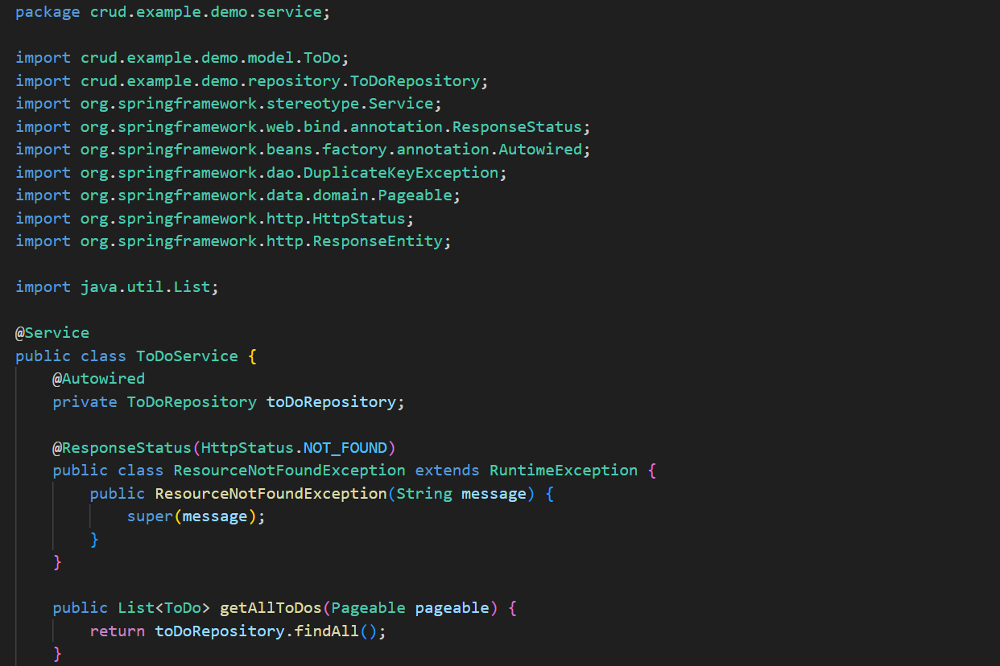 package crud.example.demo.service;
import crud.example.demo.model.ToDo;
import crud.example.demo.repository.ToDoRepository;
import org.springframework.stereotype.Service;
import org.springframework.web.bind.annotation.ResponseStatus;
import org.springframework.beans.factory.annotation.Autowired;
import org.springframework.dao.DuplicateKeyException;
import org.springframework.data.domain.Pageable;
import org.springframework.http.HttpStatus;
import org.springframework.http.ResponseEntity;
import java.util.List;
@Service
public class ToDoService {
    @Autowired
    private ToDoRepository toDoRepository;
    @ResponseStatus(HttpStatus.NOT_FOUND)
    public class ResourceNotFoundException extends RuntimeException {
        public ResourceNotFoundException(String message) {
            super(message);
        }
    }
    public List<ToDo> getAllToDos(Pageable pageable) {
        return toDoRepository.findAll();
    }